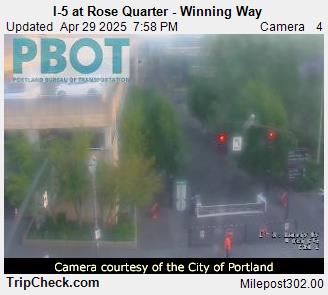 I-5 at Rose Quarter - Winning Way
Updated Apr 29 2025 7:58 PM Camera 4
PBOT
PORTLAND BUREAU OF TRANSPORTATION
Camera courtesy of the City of Portland
TripCheck.com Milepost302.00